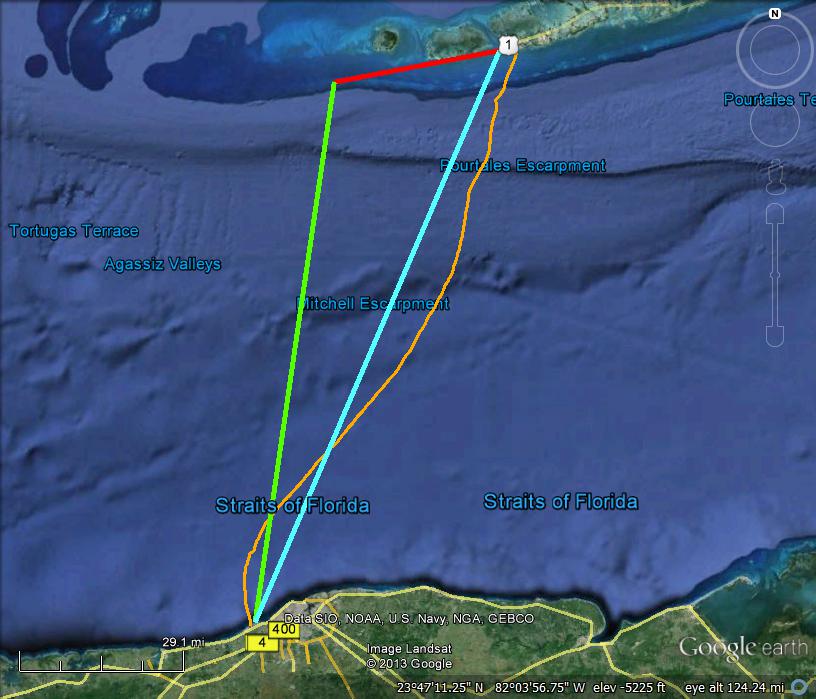 N
1
Pourtales Te
Pourtales Escarpment
Tortugas Terrace
Agassiz Valleys
Mitchell Escarpment
Straits of Florida
Straits of Florida
Data SIO, NOAA, U.S. Navy, NGA, GEBCO
400
4
29.1 mi
Image Landsat
© 2013 Google
Google earth
23°47'11.25" N 82°03'56.75" W elev -5225 ft eye alt 124.24 mi